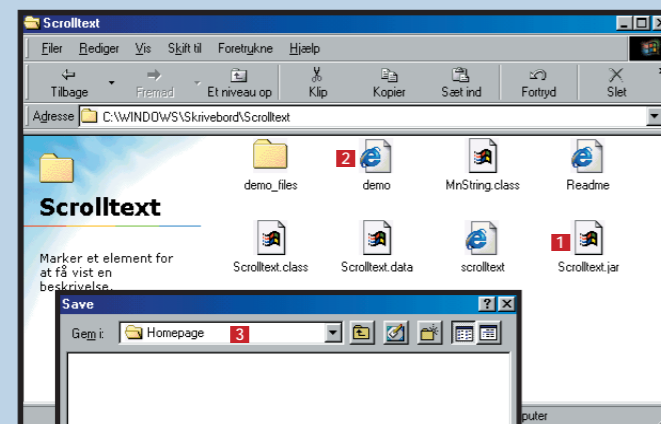 Scrolltext
Filer Rediger Vis Skift til Foretrukne Hjælp
Tilbage Fremad Et niveau op Klip Kopier Sæt ind Fortryd Slet
Adresse C:\WINDOWS\Skrivebord\Scrolltext
Scrolltext
Marker et element for
at få vist en
beskrivelse.
demo_files 2 demo MnString.class Readme
Scrolltext.class Scrolltext.data scrolltext 1 Scrolltext.jar
Save
Gem i: Homepage 3